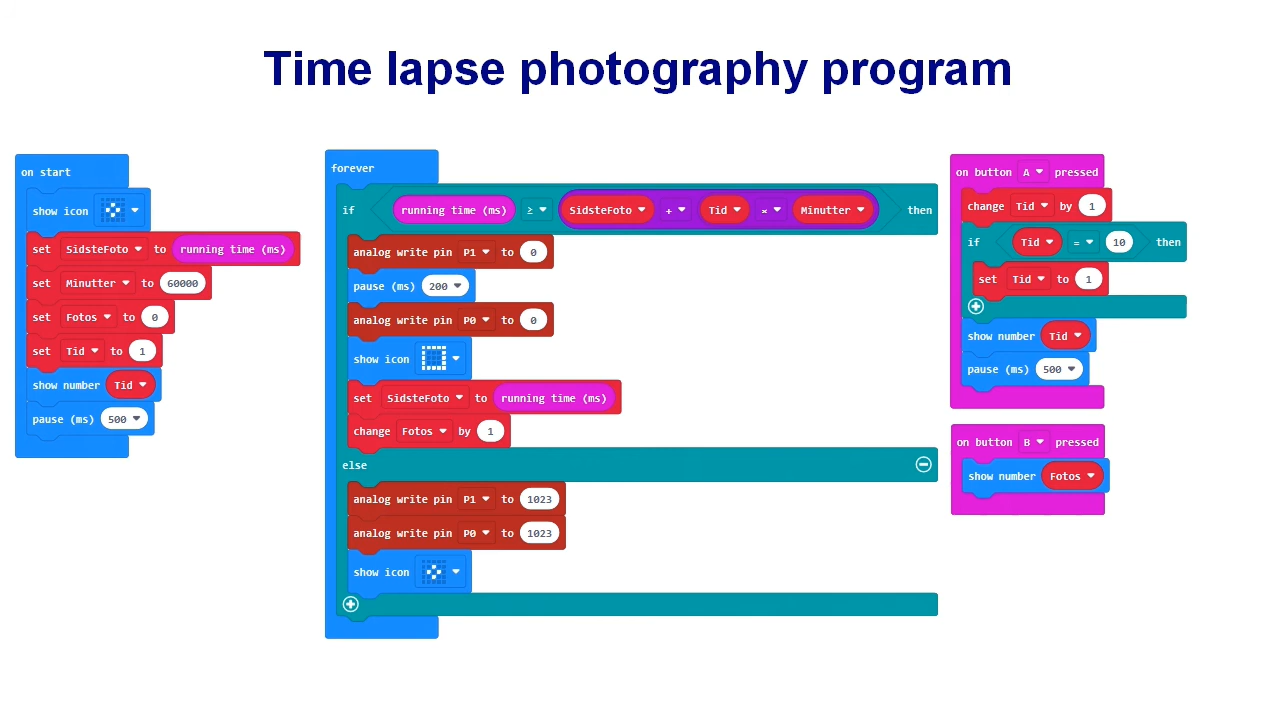 Time lapse photography program
on start
show icon
set SidsteFoto to running time (ms)
set Minutter to 60000
set Fotos to 0
set Tid to 1
show number Tid
pause (ms) 500
forever
if running time (ms) ≥ SidsteFoto + Tid × Minutter then
analog write pin P1 to 0
pause (ms) 200
analog write pin P0 to 0
show icon
set SidsteFoto to running time (ms)
change Fotos by 1
else
analog write pin P1 to 1023
analog write pin P0 to 1023
show icon
on button A pressed
change Tid by 1
if Tid = 10 then
set Tid to 1
show number Tid
pause (ms) 500
on button B pressed
show number Fotos